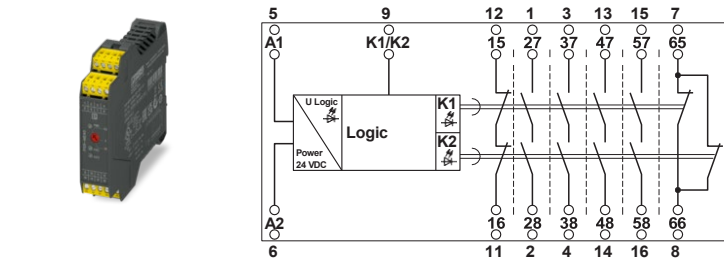 5 9 12 1 3 13 15 7
A1 K1/K2 15 27 37 47 57 65
U Logic K1
Logic
K2
Power
24 VDC
A2 16 28 38 48 58 66
6 11 2 4 14 16 8